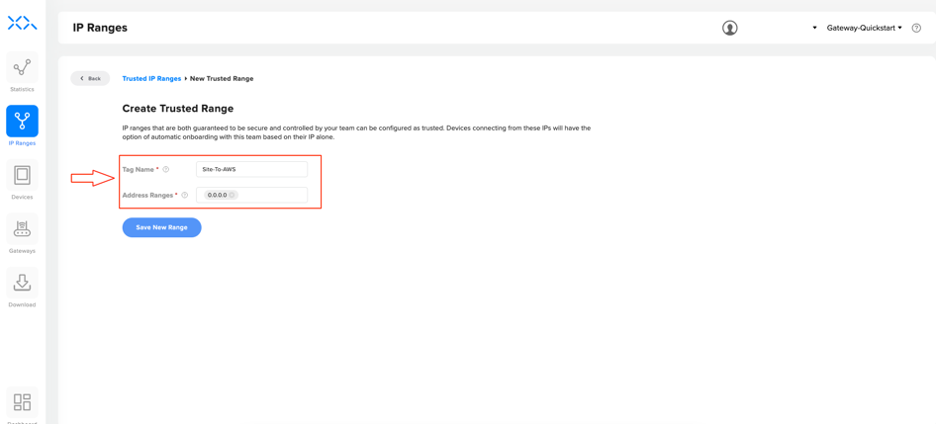 IP Ranges
Gateway-Quickstart
Statistics
IP Ranges
Devices
Gateways
Download
Back
Trusted IP Ranges
New Trusted Range
Create Trusted Range
IP ranges that are both guaranteed to be secure and controlled by your team can be configured as trusted. Devices connecting from these IPs will have the
option of automatic onboarding with this team based on their IP alone.
Tag Name *
Site-To-AWS
Address Ranges *
0.0.0.0
Save New Range